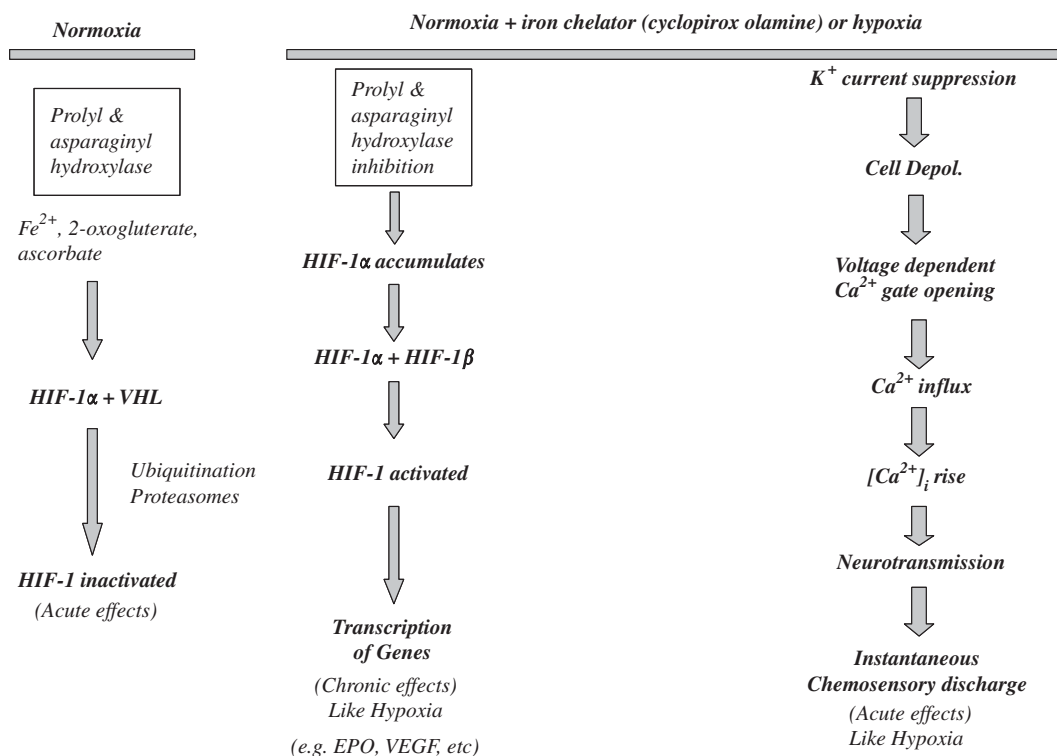 Normoxia
Normoxia + iron chelator (cyclopirox olamine) or hypoxia
Prolyl &
asparaginyl
hydroxylase
Fe2+, 2-oxogluterate,
ascorbate
HIF-1α + VHL
Ubiquitination
Proteasomes
HIF-1 inactivated
(Acute effects)
Prolyl &
asparaginyl
hydroxylase
inhibition
HIF-1α accumulates
HIF-1α + HIF-1β
HIF-1 activated
Transcription
of Genes
(Chronic effects)
Like Hypoxia
(e.g. EPO, VEGF, etc)
K+ current suppression
Cell Depol.
Voltage dependent
Ca2+ gate opening
Ca2+ influx
[Ca2+]i rise
Neurotransmission
Instantaneous
Chemosensory discharge
(Acute effects)
Like Hypoxia